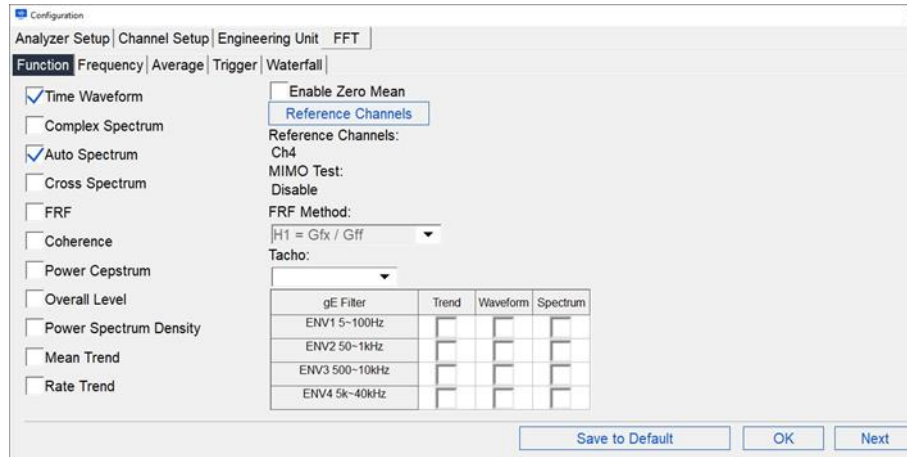 Configuration
Analyzer Setup Channel Setup Engineering Unit FFT
Function Frequency Average Trigger Waterfall
Time Waveform
Complex Spectrum
Auto Spectrum
Cross Spectrum
FRF
Coherence
Power Cepstrum
Overall Level
Power Spectrum Density
Mean Trend
Rate Trend
Enable Zero Mean
Reference Channels
Reference Channels:
Ch4
MIMO Test:
Disable
FRF Method:
H1 = Gfx / Gff
Tacho:
gE Filter Trend Waveform Spectrum
ENV1 5~100Hz
ENV2 50~1kHz
ENV3 500~10kHz
ENV4 5k~40kHz
Save to Default OK Next